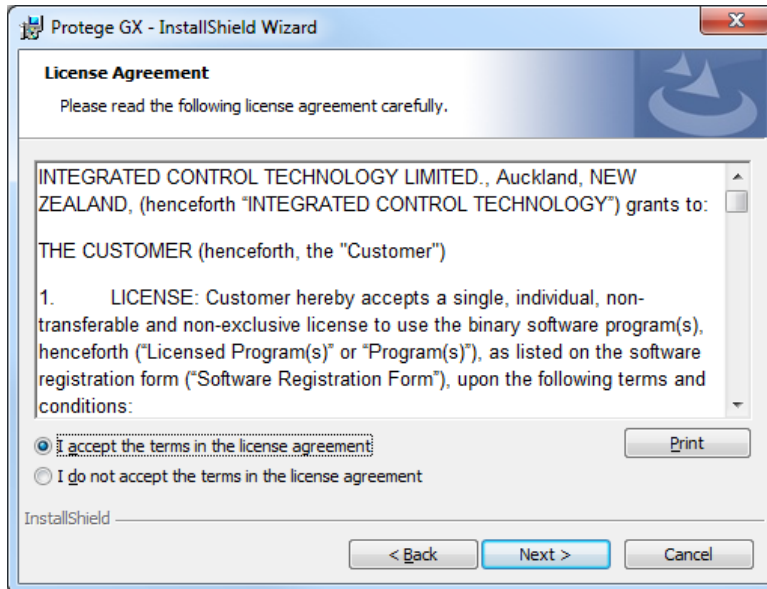 Protege GX - InstallShield Wizard
X
License Agreement
Please read the following license agreement carefully.
INTEGRATED CONTROL TECHNOLOGY LIMITED., Auckland, NEW
ZEALAND, (henceforth “INTEGRATED CONTROL TECHNOLOGY”) grants to:
THE CUSTOMER (henceforth, the "Customer")
1. LICENSE: Customer hereby accepts a single, individual, non-
transferable and non-exclusive license to use the binary software program(s),
henceforth (“Licensed Program(s)” or “Program(s)”), as listed on the software
registration form (“Software Registration Form”), upon the following terms and
conditions:
I accept the terms in the license agreement
Print
I do not accept the terms in the license agreement
InstallShield
< Back
Next >
Cancel